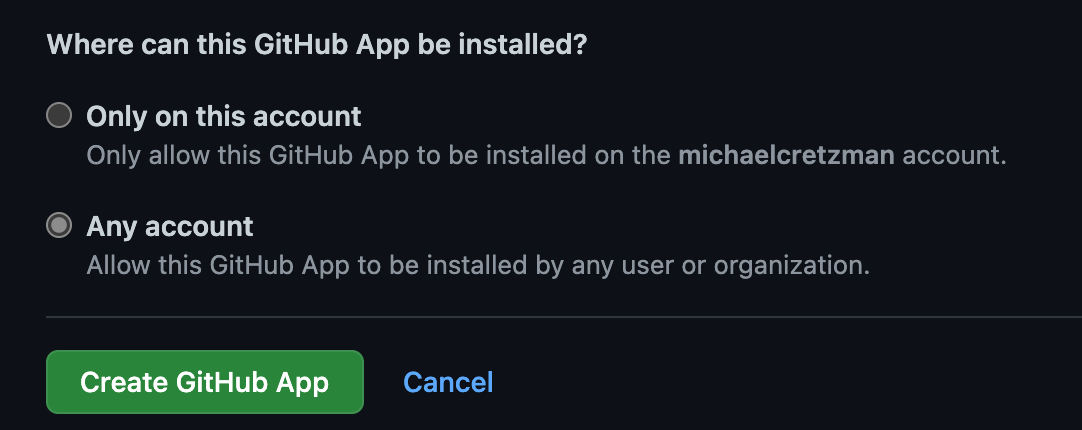 Where can this GitHub App be installed?
Only on this account
Only allow this GitHub App to be installed on the michaelcretzman account.
Any account
Allow this GitHub App to be installed by any user or organization.
Create GitHub App Cancel